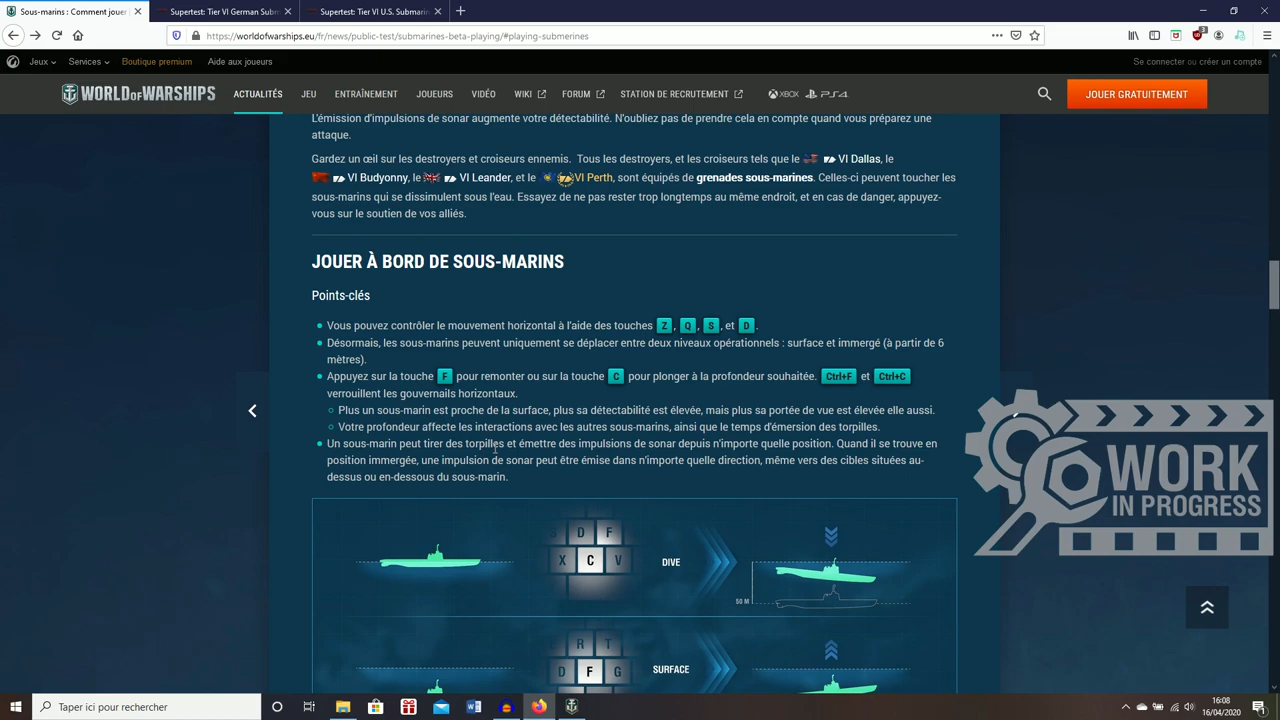 Sous-marins : Comment jouer
Supertest: Tier VI German Sub
Supertest: Tier VI U.S. Submarin
https://worldofwarships.eu/fr/news/public-test/submarines-beta-playing/#playing-submerines
Jeux Services Boutique premium Aide aux joueurs
Se connecter ou créer un compte
WORLD OF WARSHIPS
ACTUALITÉS JEU ENTRAÎNEMENT JOUEURS VIDÉO WIKI FORUM STATION DE RECRUTEMENT XBOX PS4
JOUER GRATUITEMENT
L'émission d'impulsions de sonar augmente votre détectabilité. N'oubliez pas de prendre cela en compte quand vous préparez une
attaque.
Gardez un œil sur les destroyers et croiseurs ennemis. Tous les destroyers, et les croiseurs tels que le VI Dallas, le
VI Budyonny, le VI Leander, et le VI Perth, sont équipés de grenades sous-marines. Celles-ci peuvent toucher les
sous-marins qui se dissimulent sous l'eau. Essayez de ne pas rester trop longtemps au même endroit, et en cas de danger, appuyez-
vous sur le soutien de vos alliés.
JOUER À BORD DE SOUS-MARINS
Points-clés
Vous pouvez contrôler le mouvement horizontal à l'aide des touches Z, Q, S, et D.
Désormais, les sous-marins peuvent uniquement se déplacer entre deux niveaux opérationnels : surface et immergé (à partir de 6
mètres).
Appuyez sur la touche F pour remonter ou sur la touche C pour plonger à la profondeur souhaitée. Ctrl+F et Ctrl+C
verrouillent les gouvernails horizontaux.
Plus un sous-marin est proche de la surface, plus sa détectabilité est élevée, mais plus sa portée de vue est élevée elle aussi.
Votre profondeur affecte les interactions avec les autres sous-marins, ainsi que le temps d'émersion des torpilles.
Un sous-marin peut tirer des torpilles et émettre des impulsions de sonar depuis n'importe quelle position. Quand il se trouve en
position immergée, une impulsion de sonar peut être émise dans n'importe quelle direction, même vers des cibles situées au-
dessus ou en-dessous du sous-marin.
WORK
IN PROGRESS
D F
X C V
DIVE
50 M
R T
D F G
SURFACE
Taper ici pour rechercher
16:08
16/04/2020